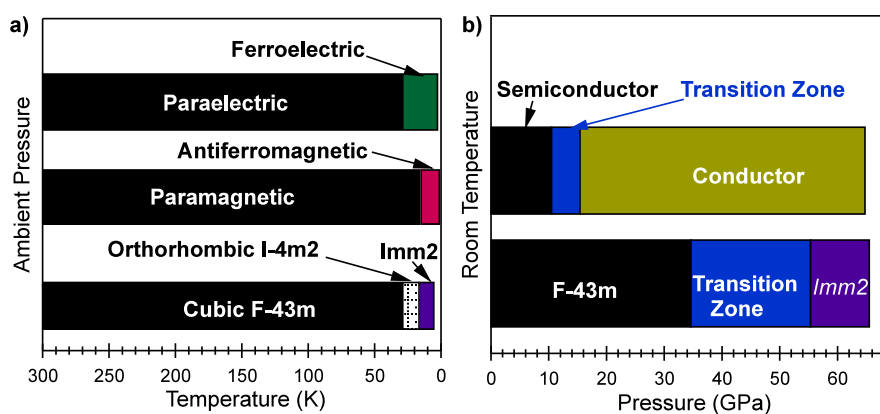 a)
Ferroelectric
Paraelectric
Antiferromagnetic
Paramagnetic
Orthorhombic I-4m2
Imm2
Cubic F-43m
Ambient Pressure
300 250 200 150 100 50 0
Temperature (K)
b)
Semiconductor
Transition Zone
Conductor
F-43m
Transition
Zone
Imm2
Room Temperature
0 10 20 30 40 50 60
Pressure (GPa)